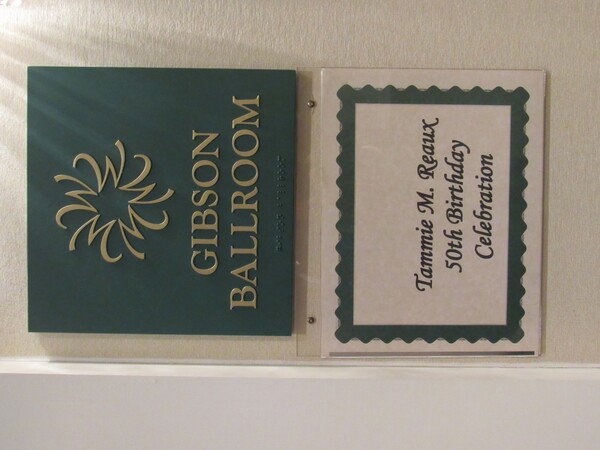 GIBSON
BALLROOM
Tammie M. Reaux
50th Birthday
Celebration